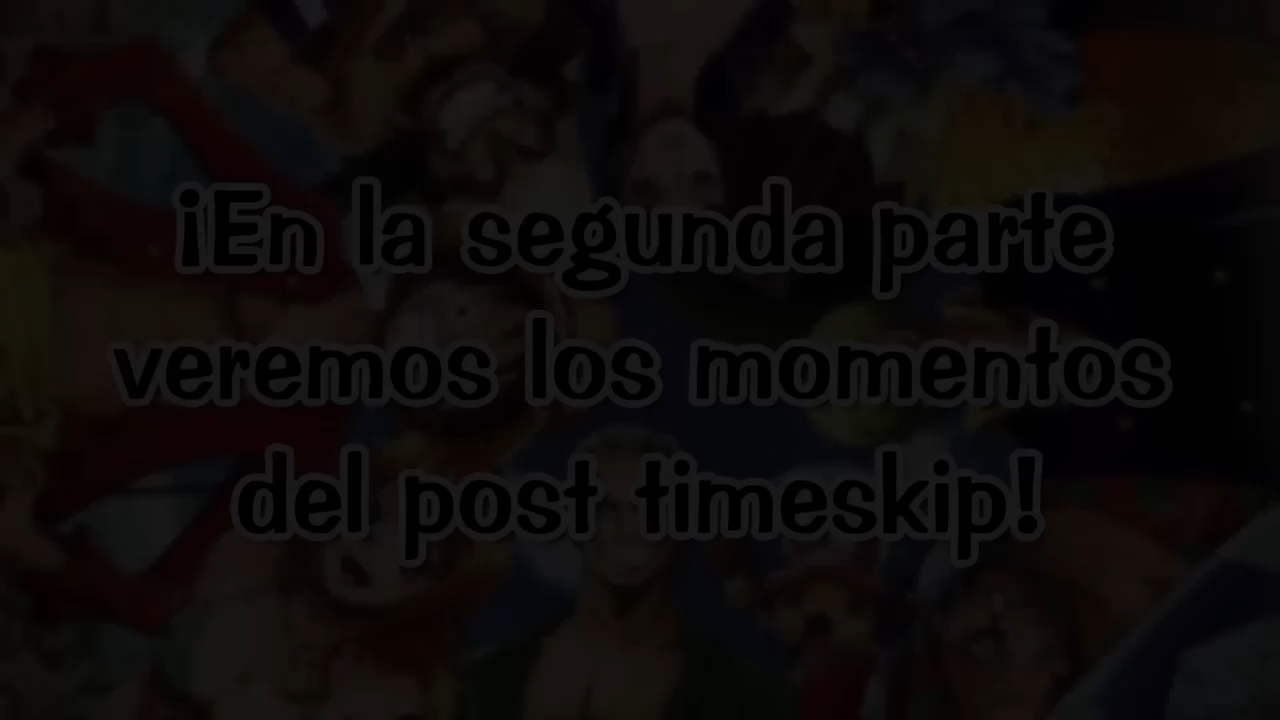 ¡En la segunda parte
veremos los momentos
del post timeskip!